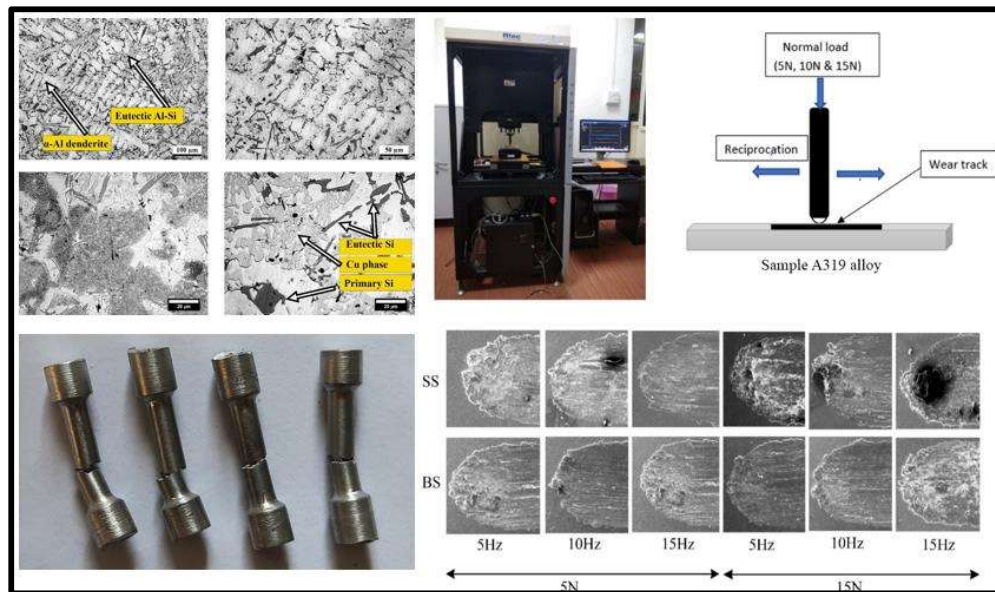 Eutectic Al-Si
α-Al denderite
100 μm
50 μm
Eutectic Si
Cu phase
Primary Si
20 μm
20 μm
Rtec
Normal load
(5N, 10N & 15N)
Reciprocation
Wear track
Sample A319 alloy
SS
BS
5Hz
10Hz
15Hz
5Hz
10Hz
15Hz
5N
15N